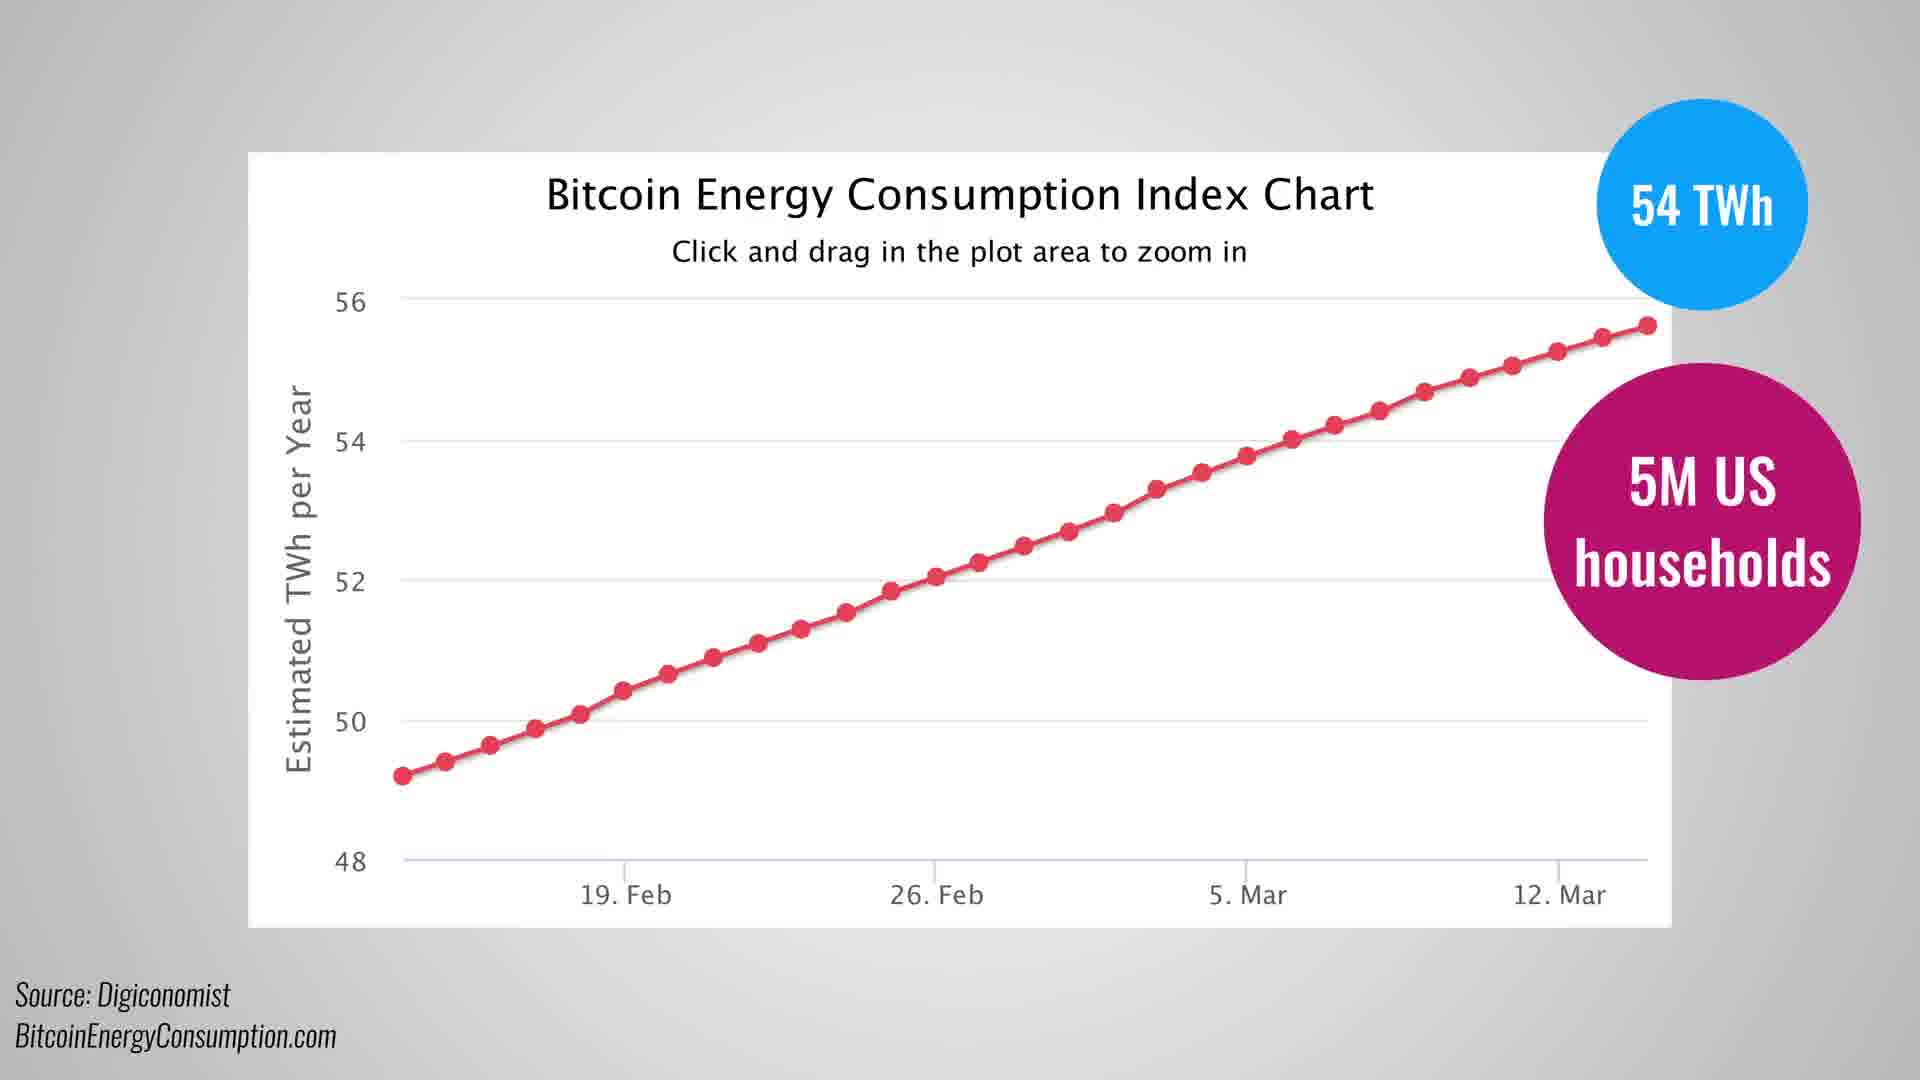 Bitcoin Energy Consumption Index Chart
Click and drag in the plot area to zoom in
54 TWh
5M US
households
Estimated TWh per Year
56
54
52
50
48
19. Feb
26. Feb
5. Mar
12. Mar
Source: Digiconomist
BitcoinEnergyConsumption.com